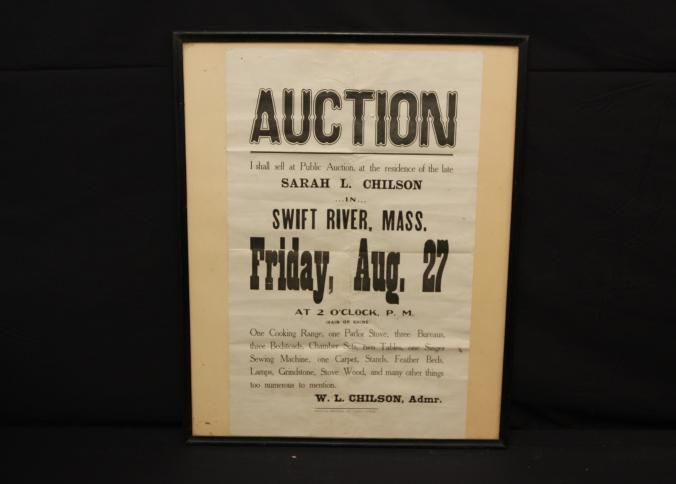 AUCTION
I shall sell at Public Auction, at the residence of the late
SARAH L. CHILSON
...IN...
SWIFT RIVER, MASS.
Friday, Aug. 27
AT 2 O'CLOCK, P. M.
(RAIN OR SHINE)
One Cooking Range, one Parlor Stove, three Bureaus,
three Bedsteads, Chamber Sets, two Tables, one Singer
Sewing Machine, one Carpet, Stands, Feather Beds,
Lamps, Grindstone, Stove Wood, and many other things
too numerous to mention.
W. L. CHILSON, Admr.